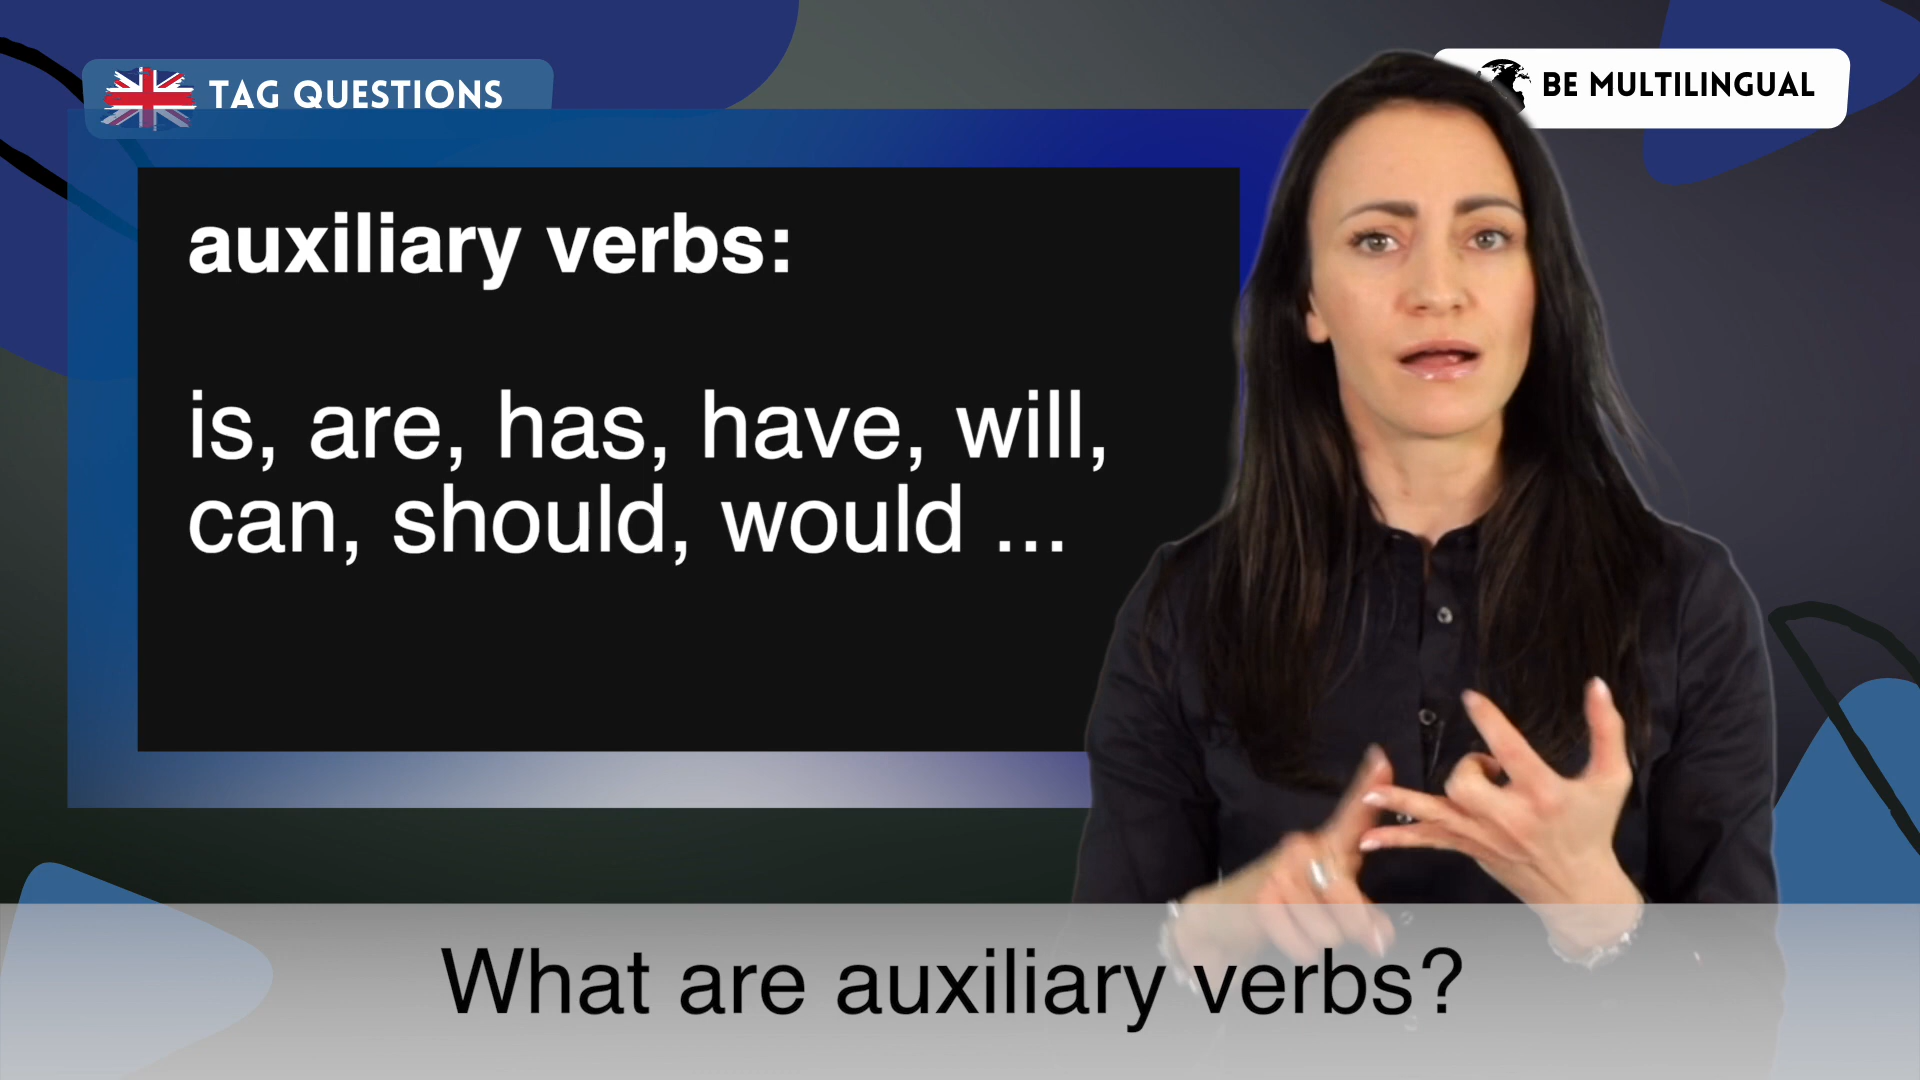 TAG QUESTIONS
BE MULTILINGUAL
auxiliary verbs:
is, are, has, have, will,
can, should, would ...
What are auxiliary verbs?